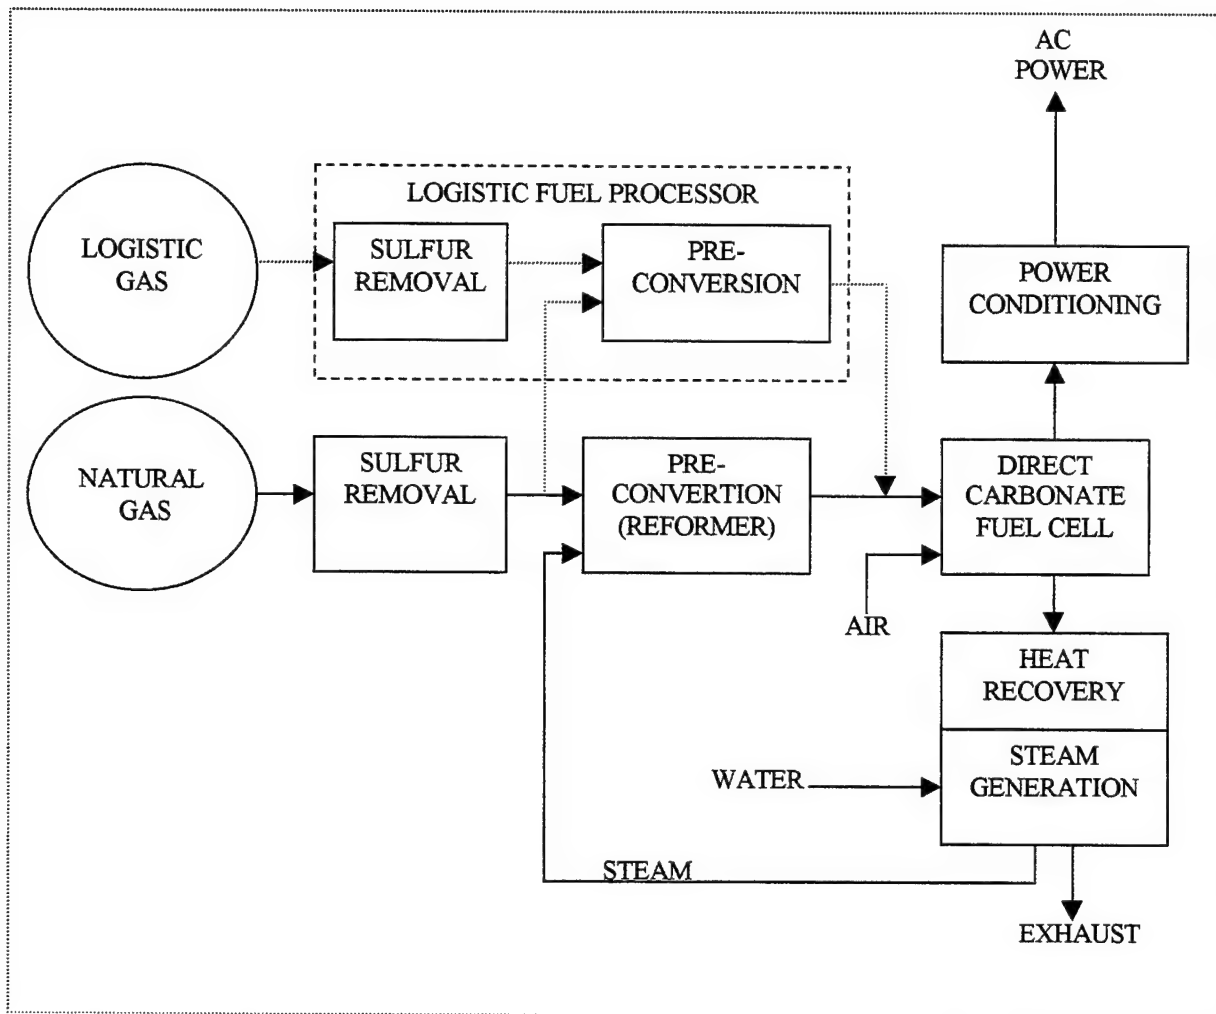 AC
POWER
LOGISTIC FUEL PROCESSOR
LOGISTIC
GAS
SULFUR
REMOVAL
PRE-
CONVERSION
POWER
CONDITIONING
NATURAL
GAS
SULFUR
REMOVAL
PRE-
CONVERTION
(REFORMER)
DIRECT
CARBONATE
FUEL CELL
AIR
HEAT
RECOVERY
WATER
STEAM
GENERATION
STEAM
EXHAUST